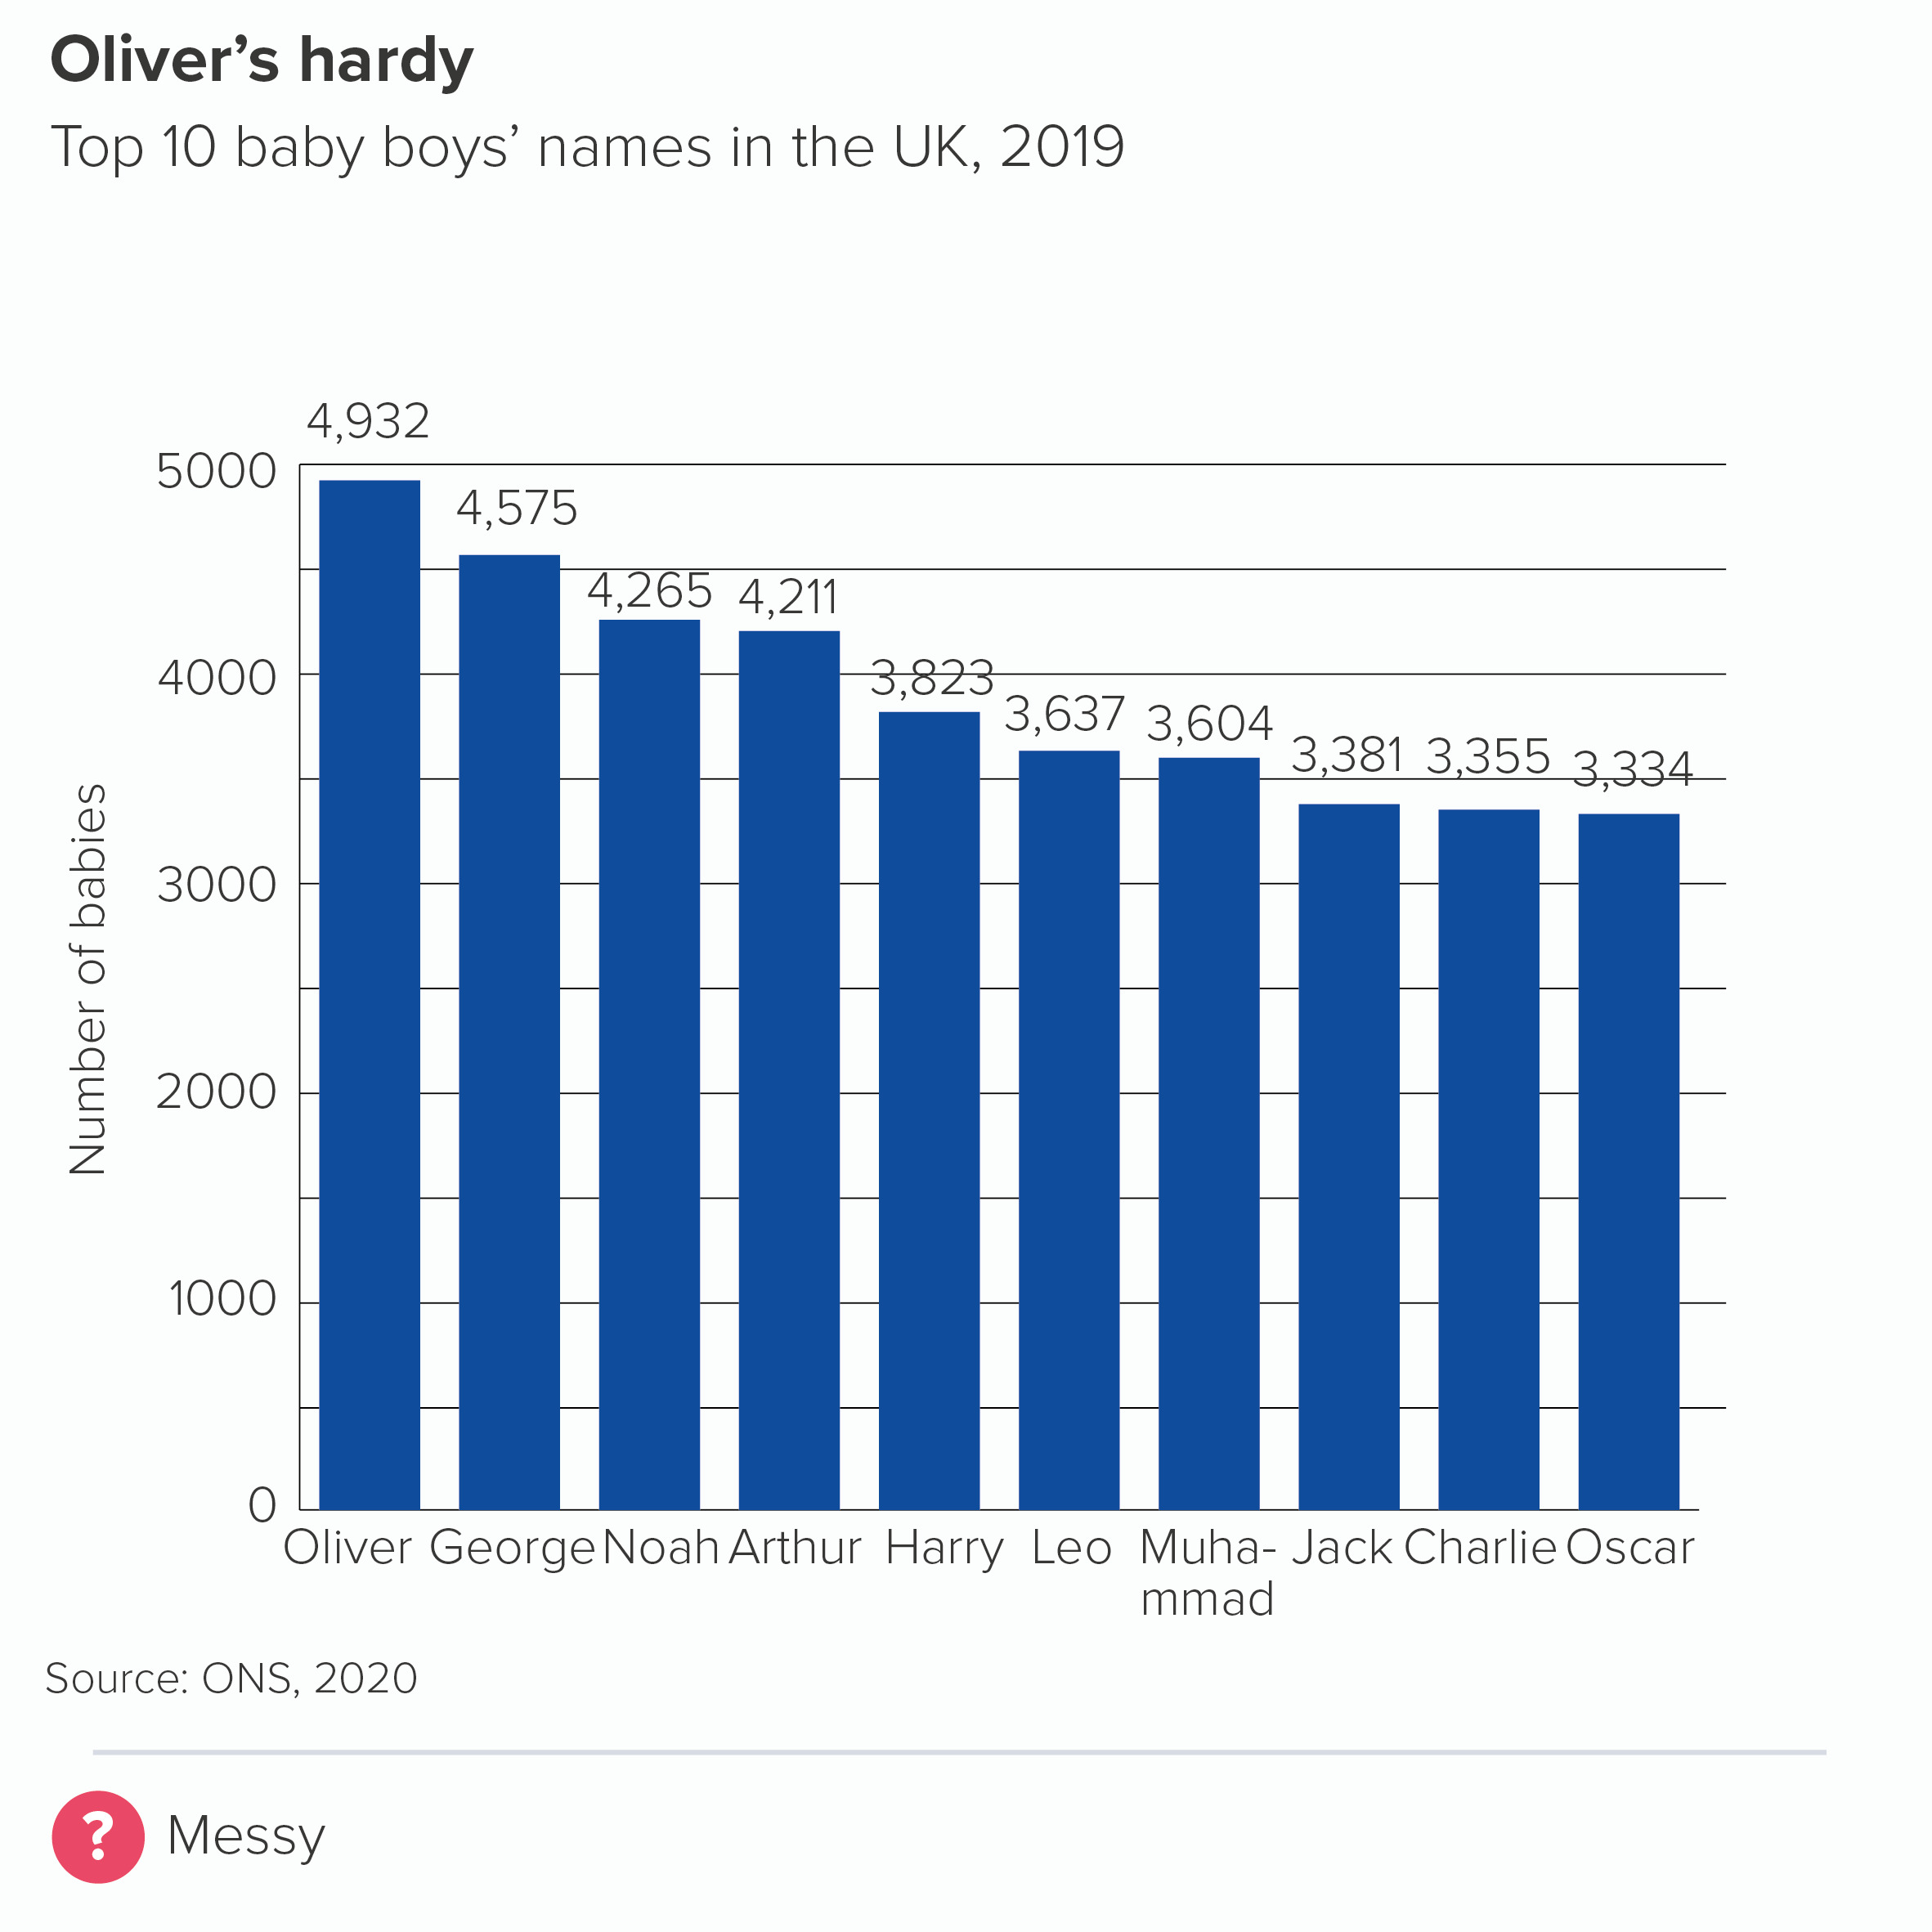 Oliver’s hardy
Top 10 baby boys’ names in the UK, 2019
4,932
4,575
4,265
4,211
3,823
3,637
3,604
3,381
3,355
3,334
5000
4000
3000
2000
1000
0
Number of babies
Oliver
George
Noah
Arthur
Harry
Leo
Muha-
mmad
Jack
Charlie
Oscar
Source: ONS, 2020
?
Messy